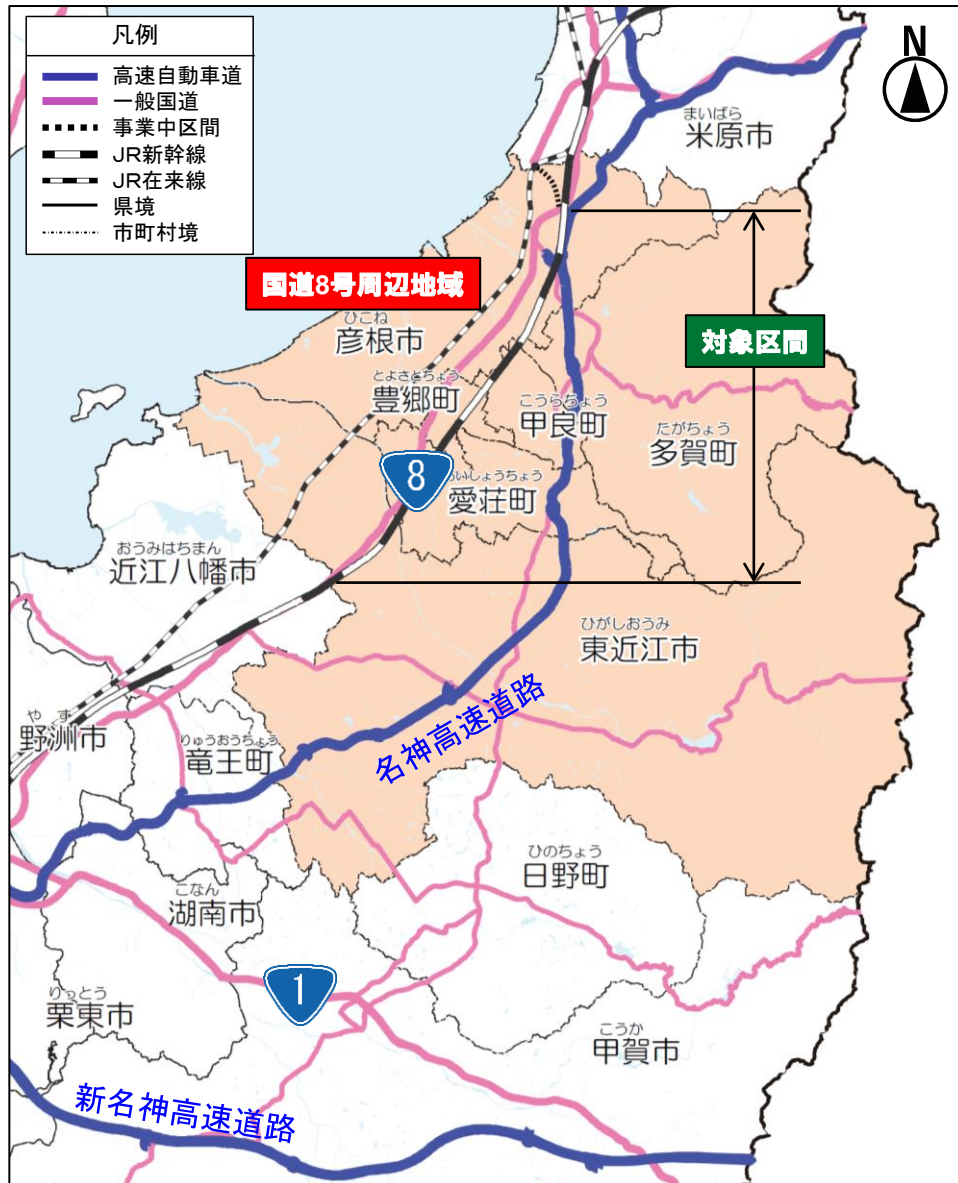 凡例
高速自動車道
一般国道
事業中区間
JR新幹線
JR在来線
県境
市町村境
N
まいばら
米原市
国道8号周辺地域
対象区間
ひこね
彦根市
とよさとちょう
豊郷町
こうらちょう
甲良町
たがちょう
多賀町
8
いしょうちょう
愛荘町
おうみはちまん
近江八幡市
ひがしおうみ
東近江市
やす
野洲市
りゅうおうちょう
竜王町
名神高速道路
ひのちょう
日野町
こなん
湖南市
1
りっとう
栗東市
こうか
甲賀市
新名神高速道路